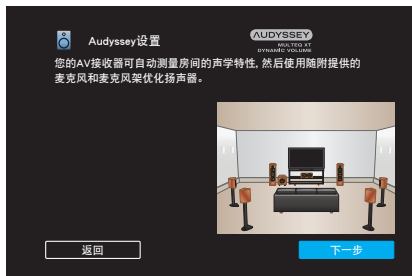 Audyssey设置
AUDYSSEY
MULTEQ XT
DYNAMIC VOLUME
您的AV接收器可自动测量房间的声学特性, 然后使用随附提供的
麦克风和麦克风架优化扬声器。
返回
下一步